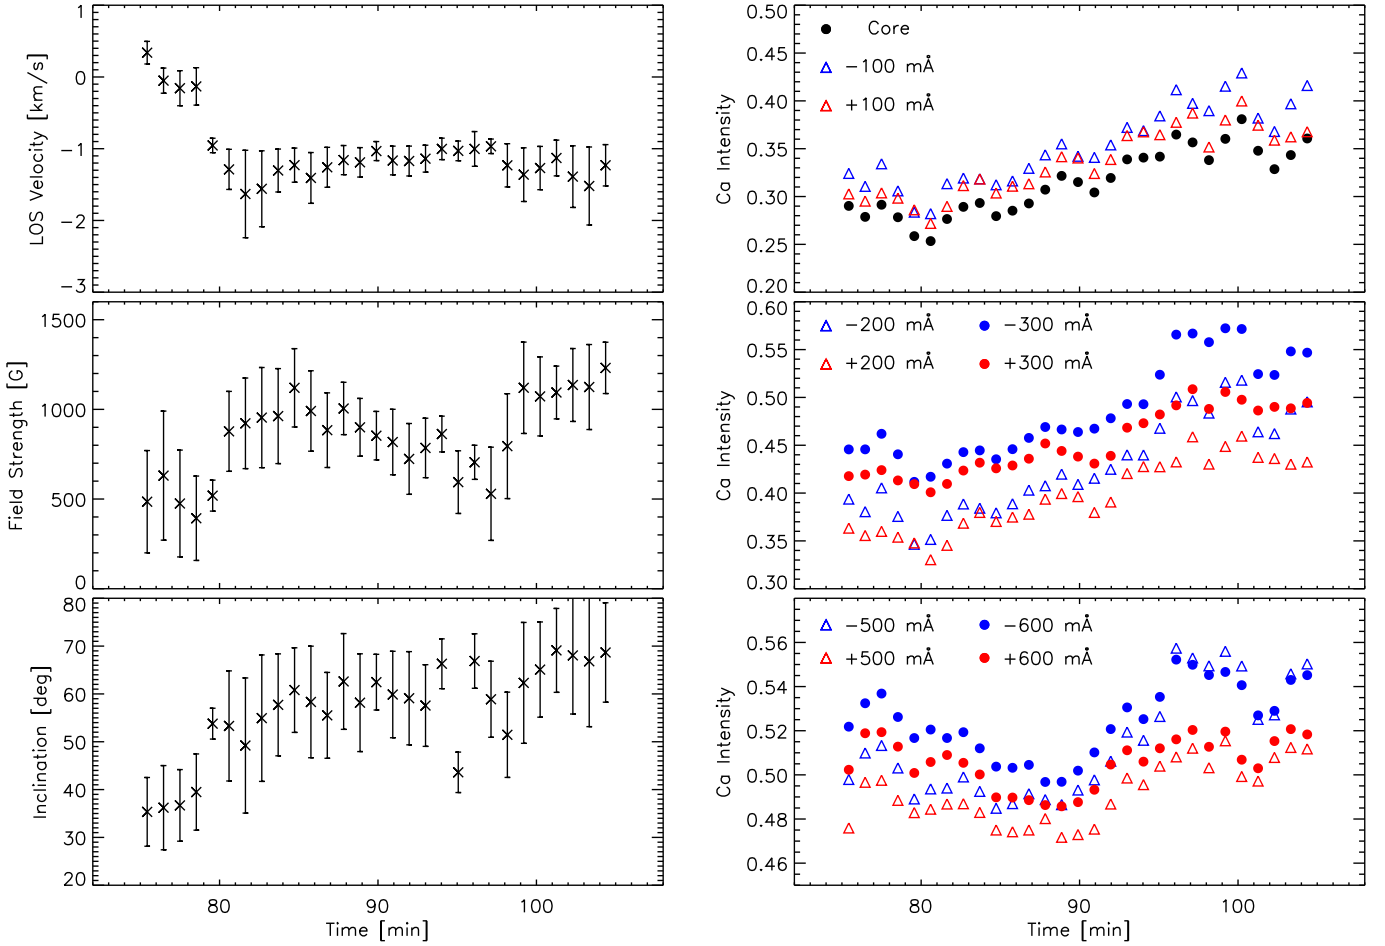 1
0
−1
−2
−3
LOS Velocity [km/s]
1500
1000
500
0
Field Strength [G]
80
70
60
50
40
30
20
Inclination [deg]
80 90 100
Time [min]
0.50
0.45
0.40
0.35
0.30
0.25
0.20
Ca Intensity
Core
−100 mÅ
+100 mÅ
0.60
0.55
0.50
0.45
0.40
0.35
0.30
Ca Intensity
−200 mÅ −300 mÅ
+200 mÅ +300 mÅ
0.56
0.54
0.52
0.50
0.48
0.46
Ca Intensity
−500 mÅ −600 mÅ
+500 mÅ +600 mÅ
80 90 100
Time [min]